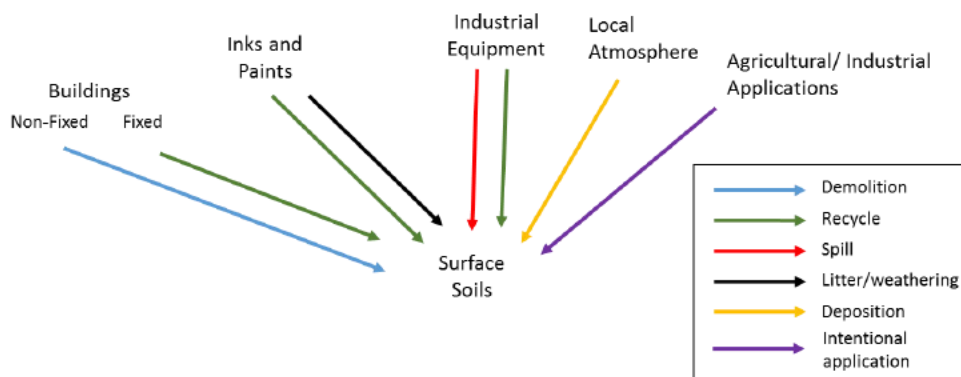 Buildings
Non-Fixed Fixed
Inks and
Paints
Industrial
Equipment
Local
Atmosphere
Agricultural/ Industrial
Applications
Surface
Soils
Demolition
Recycle
Spill
Litter/weathering
Deposition
Intentional
application